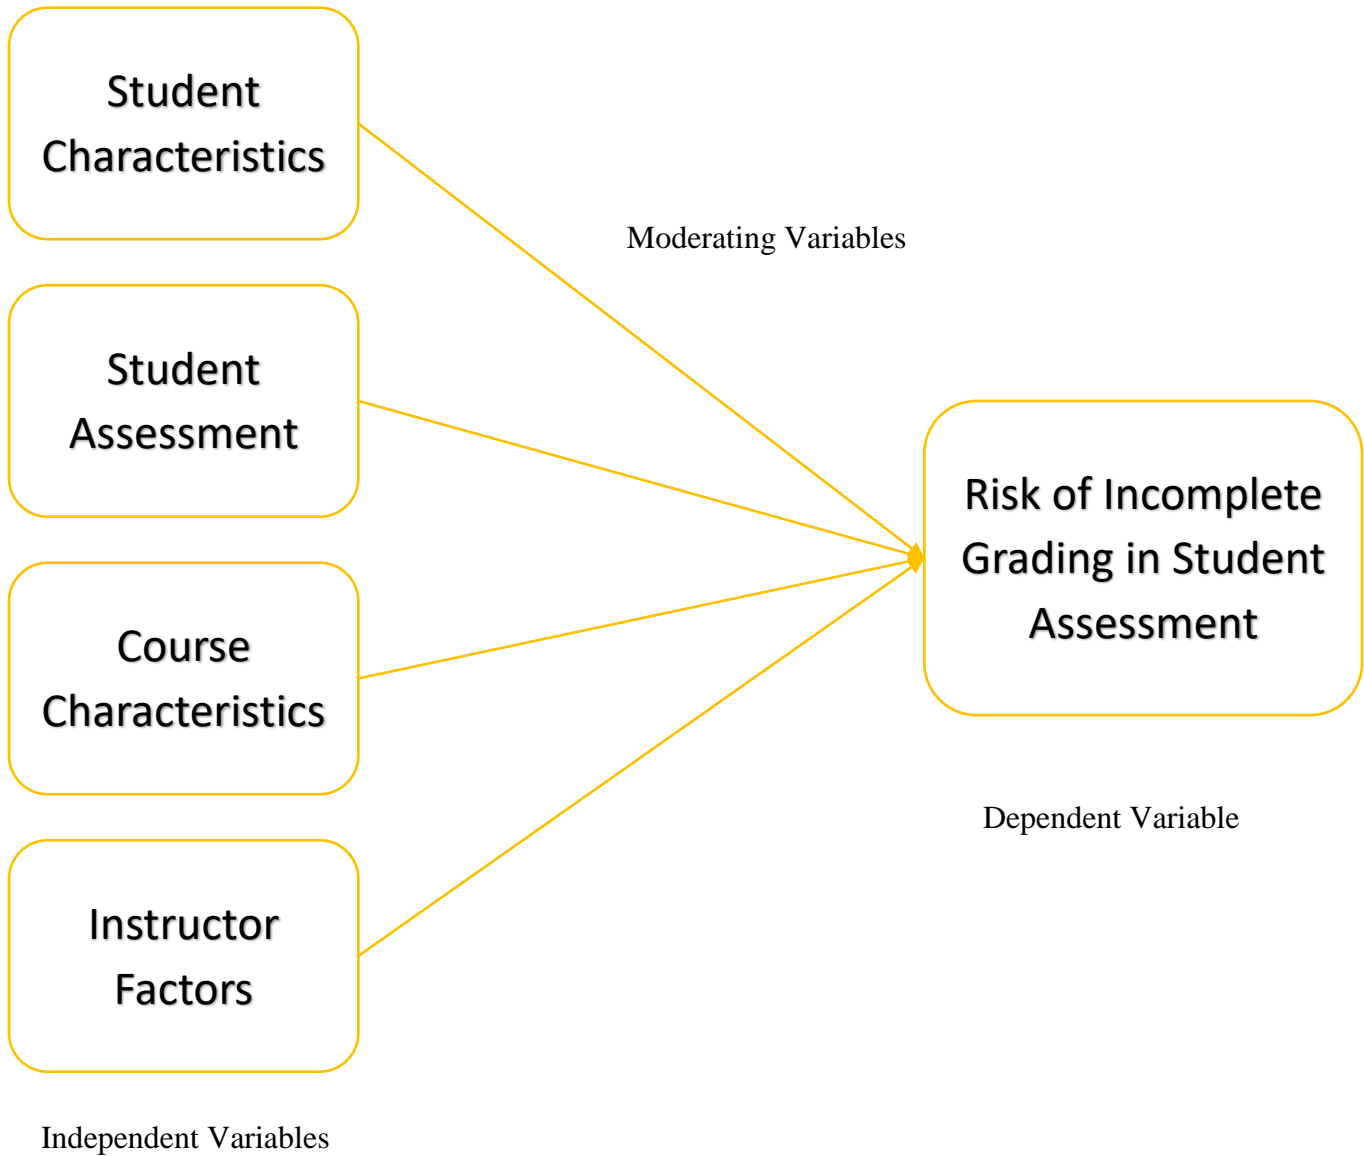 Student
Characteristics
Moderating Variables
Student
Assessment
Risk of Incomplete
Grading in Student
Assessment
Course
Characteristics
Dependent Variable
Instructor
Factors
Independent Variables